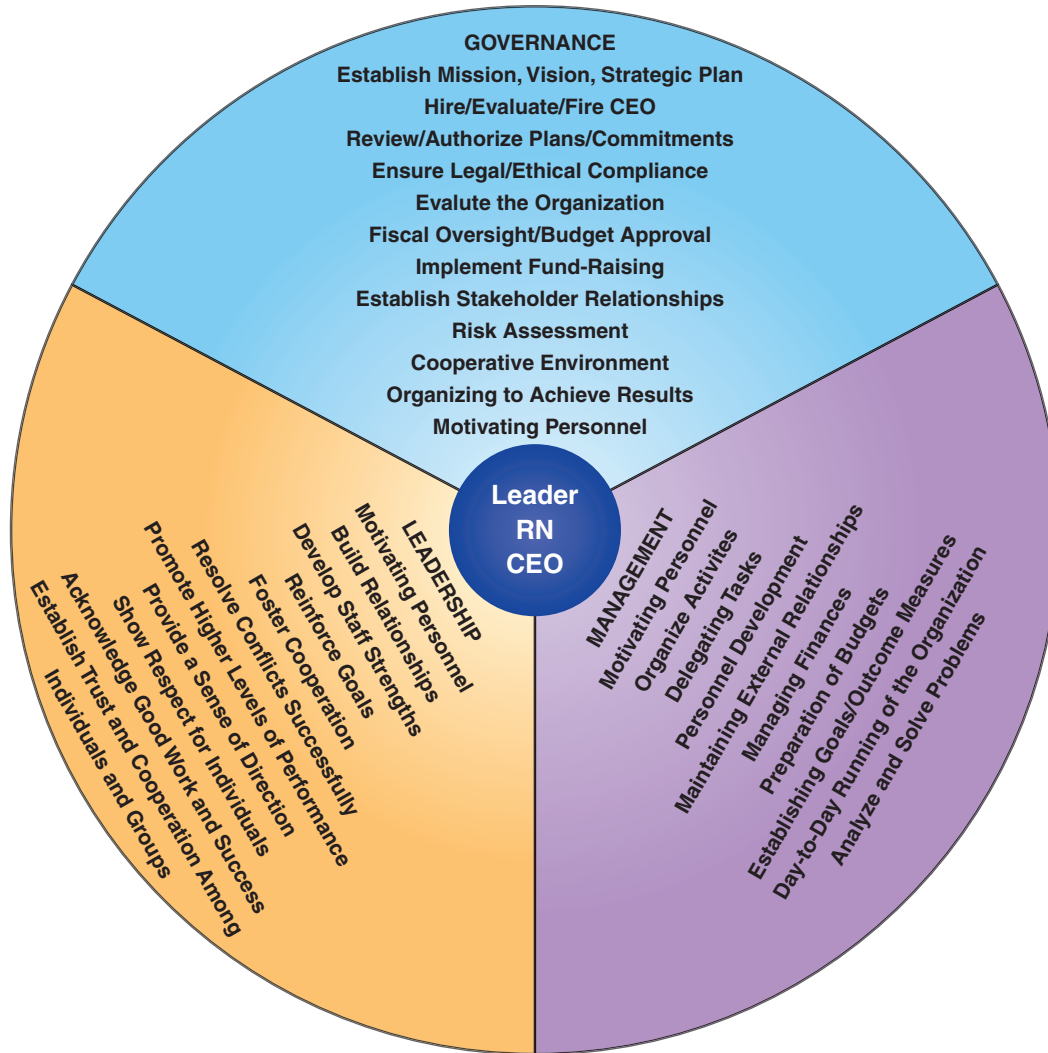 GOVERNANCE
Establish Mission, Vision, Strategic Plan
Hire/Evaluate/Fire CEO
Review/Authorize Plans/Commitments
Ensure Legal/Ethical Compliance
Evalute the Organization
Fiscal Oversight/Budget Approval
Implement Fund-Raising
Establish Stakeholder Relationships
Risk Assessment
Cooperative Environment
Organizing to Achieve Results
Motivating Personnel
Leader
RN
CEO
LEADERSHIP
Motivating Personnel
Build Relationships
Develop Staff Strengths
Reinforce Goals
Foster Cooperation
Resolve Conflicts Successfully
Promote Higher Levels of Performance
Provide a Sense of Direction
Show Respect for Individuals
Acknowledge Good Work and Success
Establish Trust and Cooperation Among
Individuals and Groups
MANAGEMENT
Motivating Personnel
Organize Activites
Delegating Tasks
Personnel Development
Maintaining External Relationships
Managing Finances
Preparation of Budgets
Establishing Goals/Outcome Measures
Day-to-Day Running of the Organization
Analyze and Solve Problems